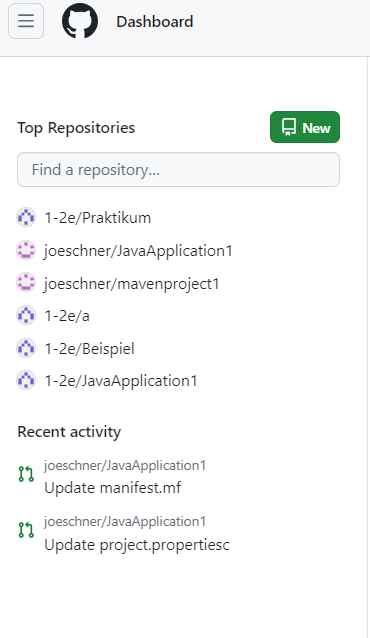 Dashboard
Top Repositories
New
Find a repository...
1-2e/Praktikum
joeschner/JavaApplication1
joeschner/mavenproject1
1-2e/a
1-2e/Beispiel
1-2e/JavaApplication1
Recent activity
joeschner/JavaApplication1
Update manifest.mf
joeschner/JavaApplication1
Update project.propertiesc